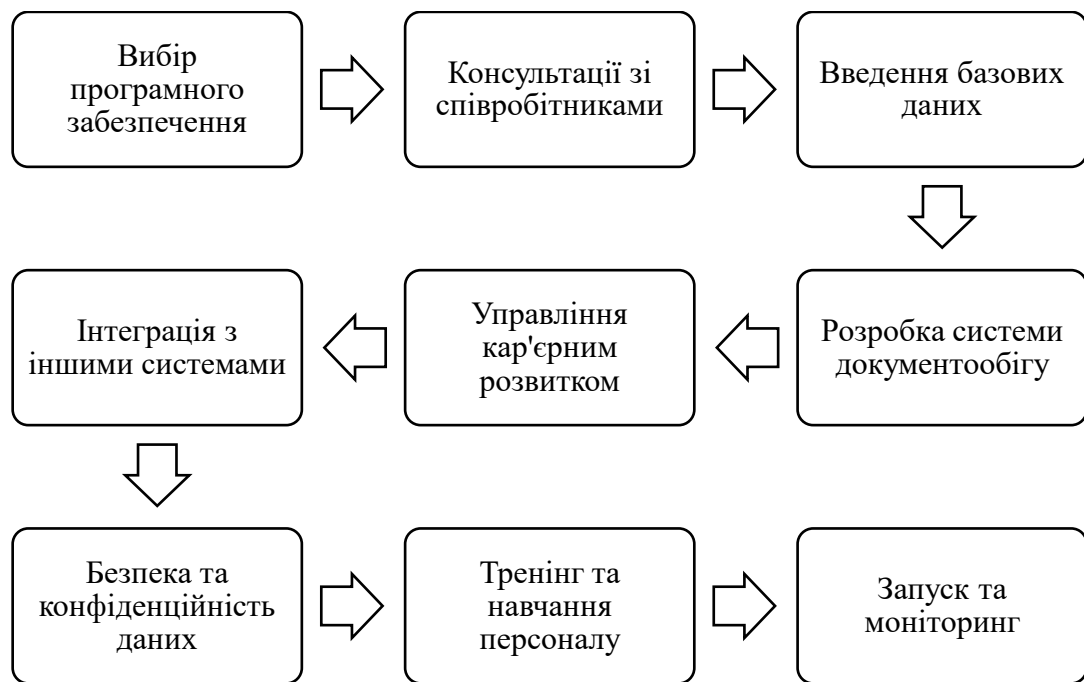 Вибір
програмного
забезпечення
Консультації зі
співробітниками
Введення базових
даних
Розробка системи
документообігу
Управління
кар'єрним
розвитком
Інтеграція з
іншими системами
Безпека та
конфіденційність
даних
Тренінг та
навчання
персоналу
Запуск та
моніторинг